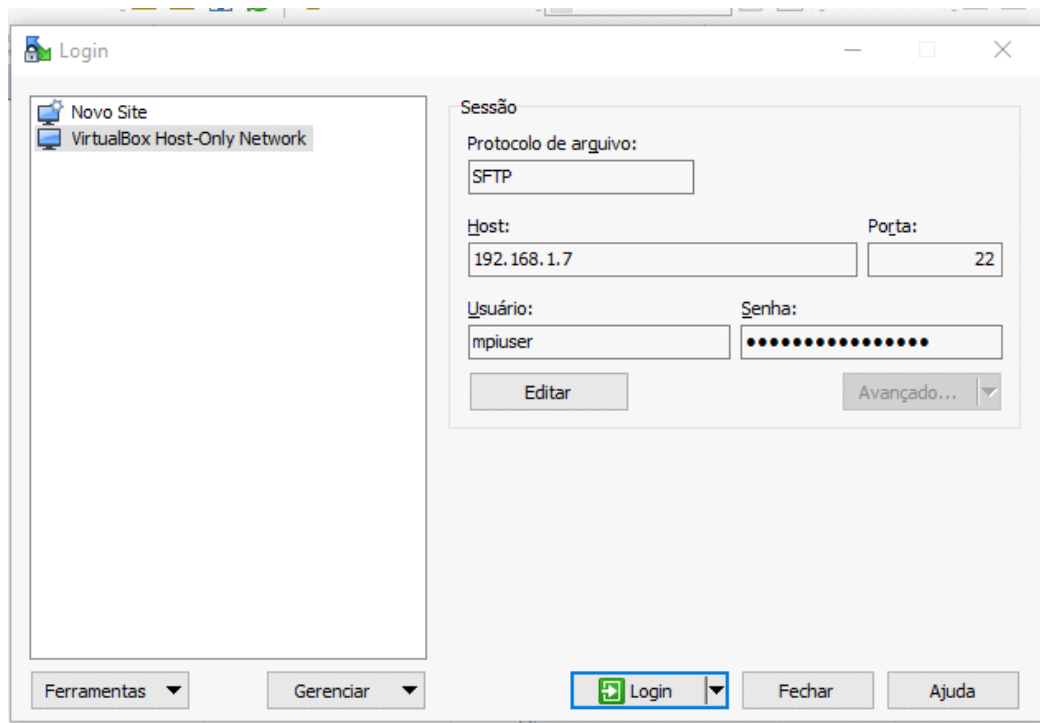 Login
Novo Site
VirtualBox Host-Only Network
Sessão
Protocolo de arquivo:
SFTP
Host:
Porta:
192.168.1.7
22
Usuário:
Senha:
mpiuser
••••••••••••••••
Editar
Avançado...
Ferramentas
Gerenciar
Login
Fechar
Ajuda